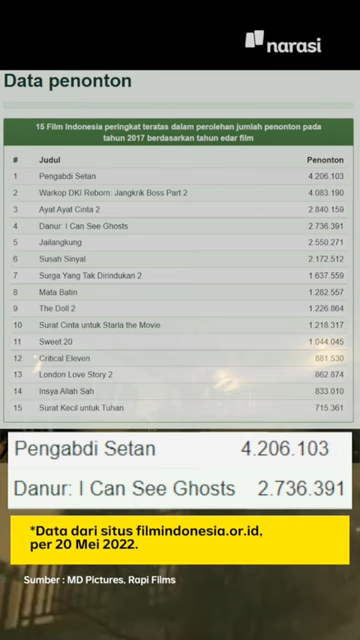 narasi
Data penonton
15 Film Indonesia peringkat teratas dalam perolehan jumlah penonton pada
tahun 2017 berdasarkan tahun edar film
# Judul Penonton
1 Pengabdi Setan 4.206.103
2 Warkop DKI Reborn: Jangkrik Boss Part 2 4.083.190
3 Ayat Ayat Cinta 2 2.840.159
4 Danur: I Can See Ghosts 2.736.391
5 Jailangkung 2.550.271
6 Susah Sinyal 2.172.512
7 Surga Yang Tak Dirindukan 2 1.637.559
8 Mata Batin 1.282.557
9 The Doll 2 1.226.864
10 Surat Cinta untuk Starla the Movie 1.218.317
11 Sweet 20 1.044.045
12 Critical Eleven 881.530
13 London Love Story 2 862.874
14 Insya Allah Sah 833.010
15 Surat Kecil untuk Tuhan 715.361
Pengabdi Setan 4.206.103
Danur: I Can See Ghosts 2.736.391
*Data dari situs filmindonesia.or.id,
per 20 Mei 2022.
Sumber : MD Pictures, Rapi Films